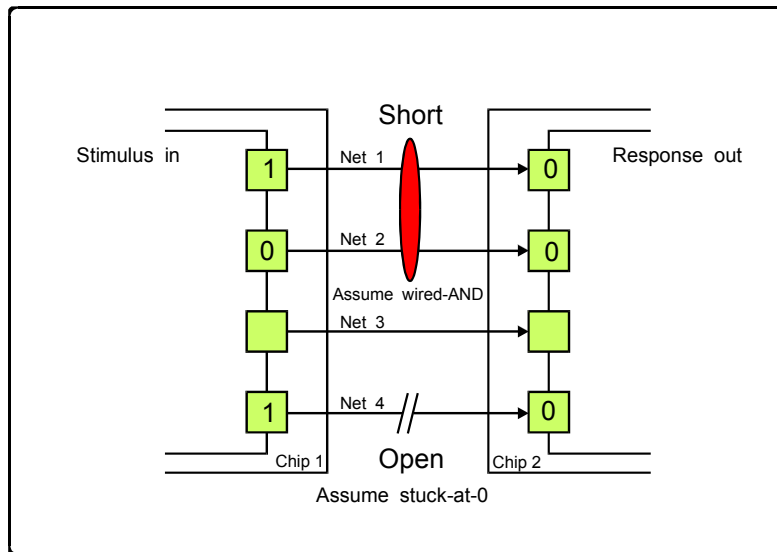 Short
Stimulus in
Response out
Net 1
1
0
Net 2
0
0
Assume wired-AND
Net 3
Net 4
1
0
Chip 1
Open
Chip 2
Assume stuck-at-0